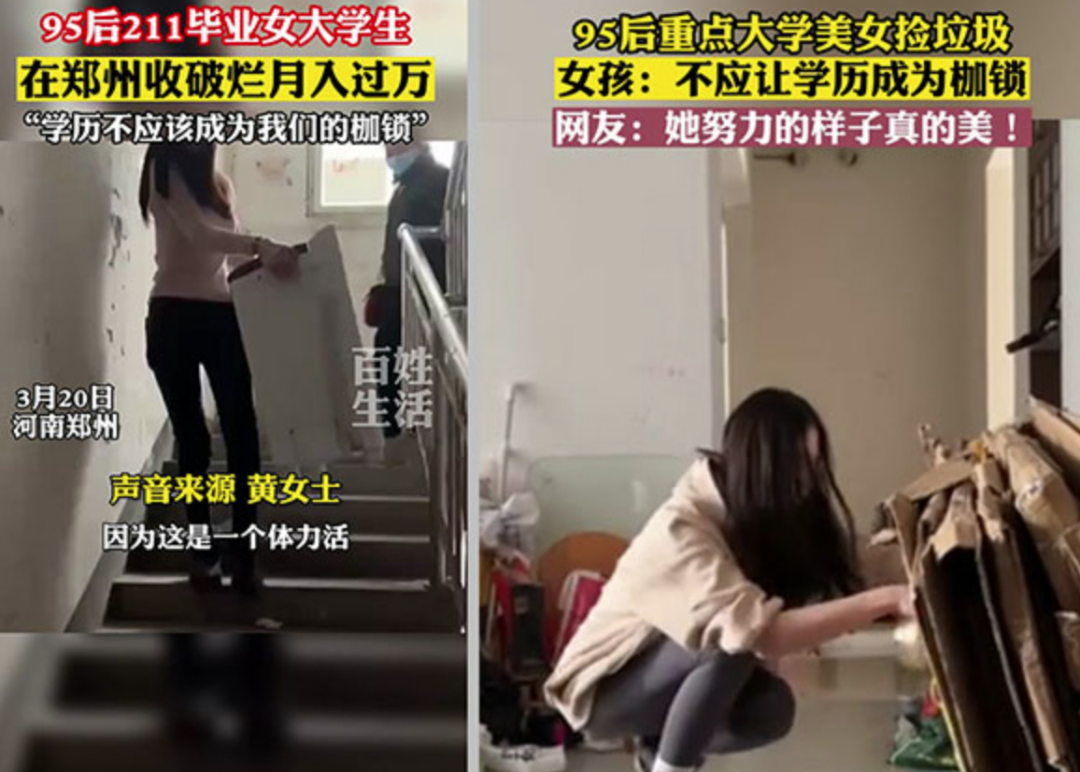 95后211毕业女大学生
在郑州收破烂月入过万
“学历不应该成为我们的枷锁”
百姓
生活
3月20日
河南郑州
声音来源 黄女士
因为这是一个体力活
95后重点大学美女捡垃圾
女孩：不应让学历成为枷锁
网友：她努力的样子真的美！